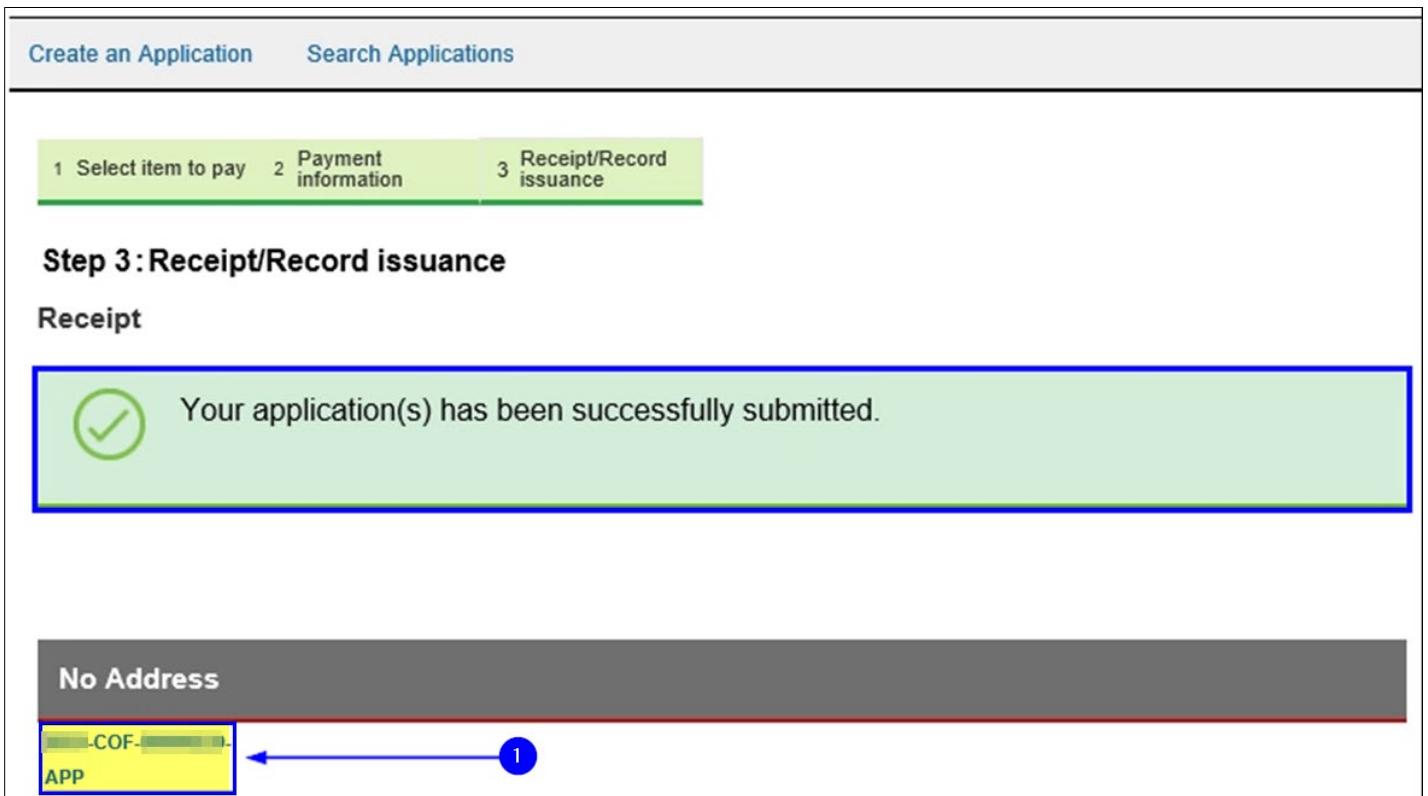 Create an Application Search Applications
1 Select item to pay 2 Payment information 3 Receipt/Record issuance
Step 3: Receipt/Record issuance
Receipt
Your application(s) has been successfully submitted.
No Address
-COF-
APP
1